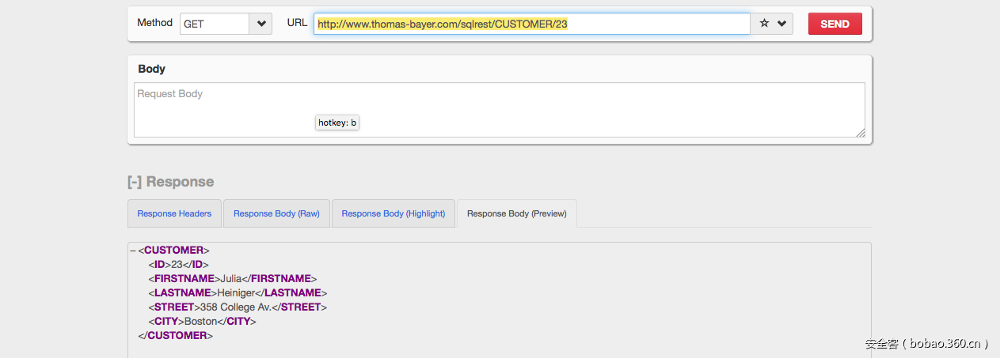 Method GET URL http://www.thomas-bayer.com/sqlrest/CUSTOMER/23 SEND
Body
Request Body
hotkey: b
[-] Response
Response Headers Response Body (Raw) Response Body (Highlight) Response Body (Preview)
– <CUSTOMER>
<ID>23</ID>
<FIRSTNAME>Julia</FIRSTNAME>
<LASTNAME>Heiniger</LASTNAME>
<STREET>358 College Av.</STREET>
<CITY>Boston</CITY>
</CUSTOMER>
安全客 ( bobao.360.cn )